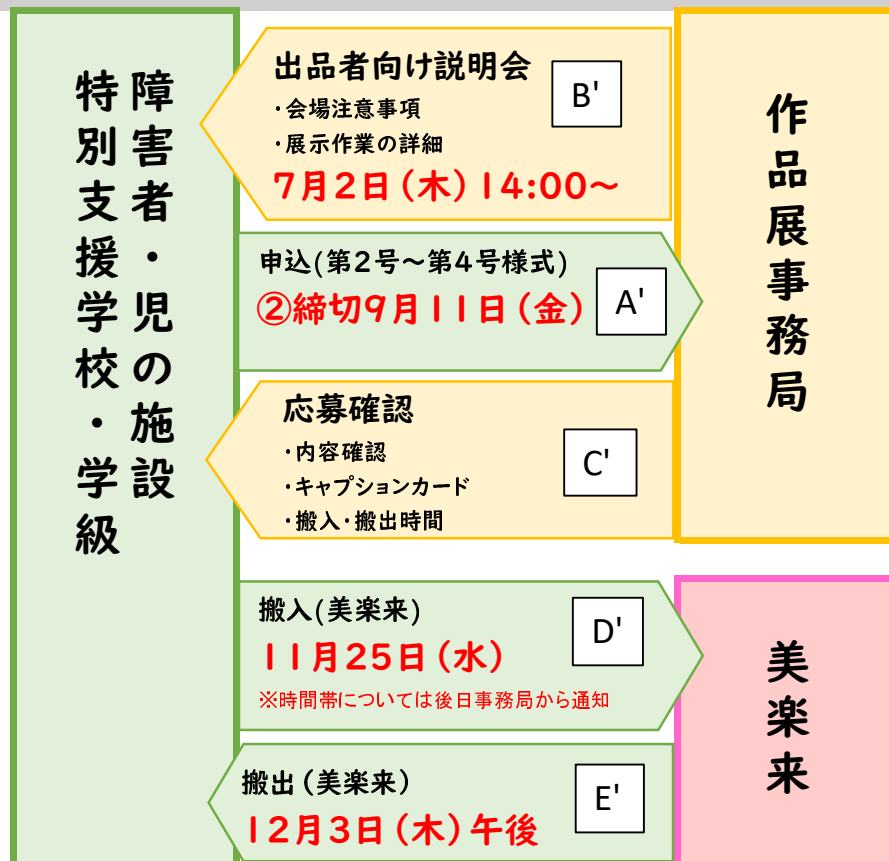 障害者・児の施設
特別支援学校・学級
出品者向け説明会
B'
・会場注意事項
・展示作業の詳細
7月2日(木)14:00~
作品展事務局
申込(第2号~第4号様式)
②締切9月11日(金)
A'
応募確認
・内容確認
C'
・キャプションカード
・搬入・搬出時間
搬入(美楽来)
D'
11月25日(水)
※時間帯については後日事務局から通知
美楽来
搬出(美楽来)
E'
12月3日(木)午後